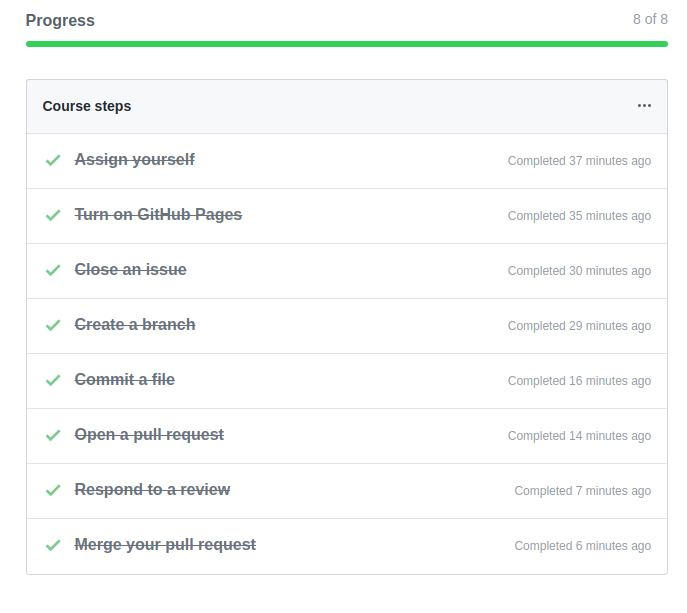 Progress 8 of 8
Course steps ...
Assign yourself Completed 37 minutes ago
Turn on GitHub Pages Completed 35 minutes ago
Close an issue Completed 30 minutes ago
Create a branch Completed 29 minutes ago
Commit a file Completed 16 minutes ago
Open a pull request Completed 14 minutes ago
Respond to a review Completed 7 minutes ago
Merge your pull request Completed 6 minutes ago